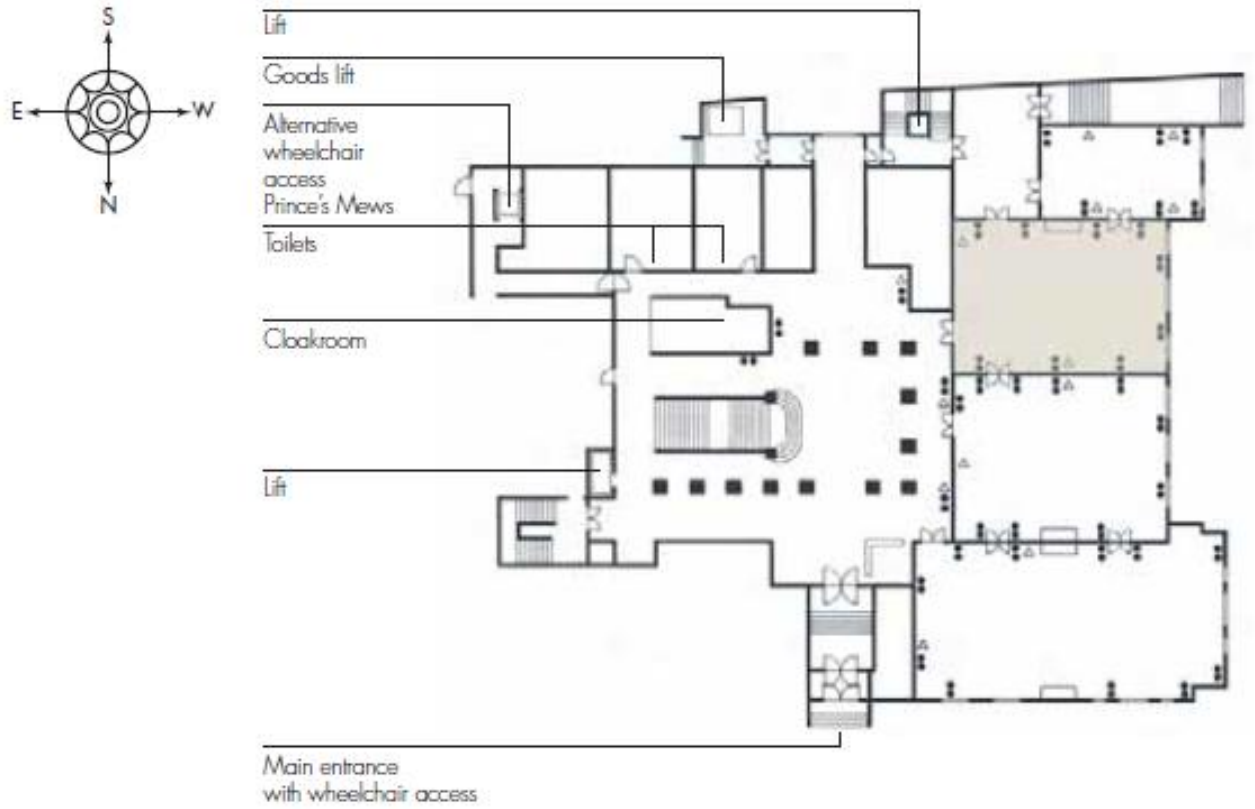 S
E
W
N
Lift
Goods lift
Alternative
wheelchair
access
Prince's Mews
Toilets
Cloakroom
Lift
Main entrance
with wheelchair access